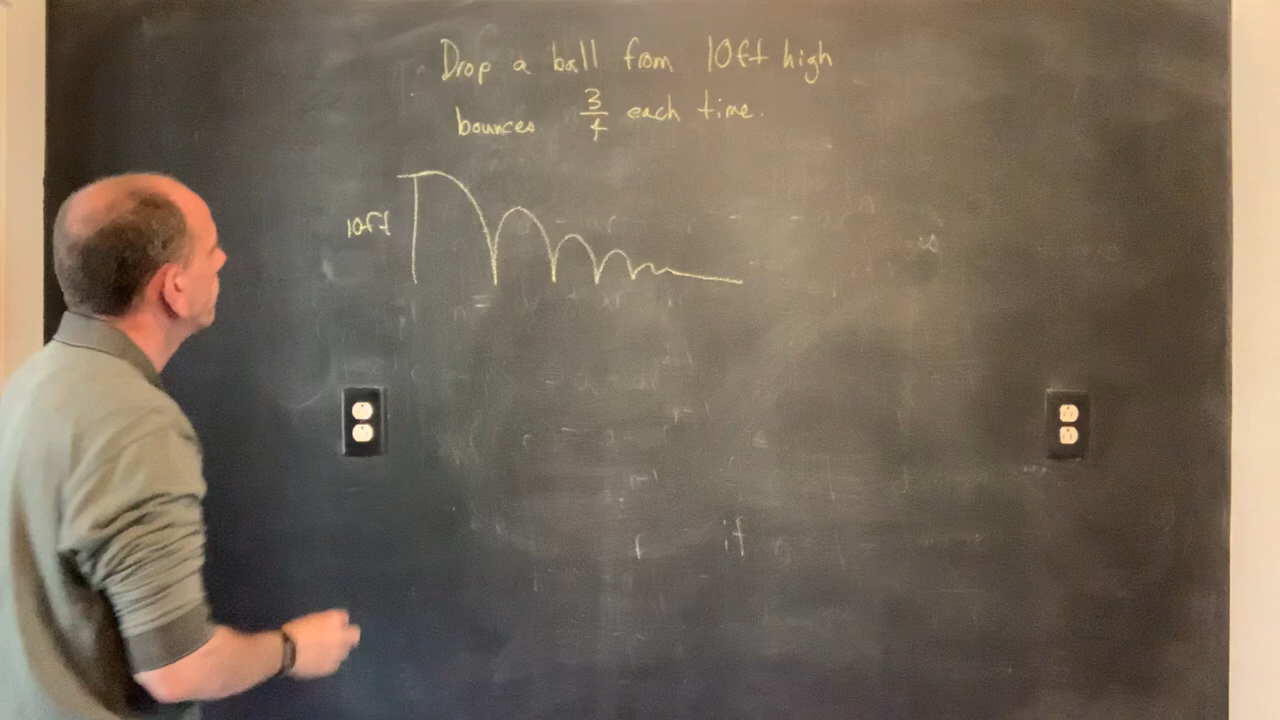 Drop a ball from 10ft high
bounces 3/4 each time.
10ft
if